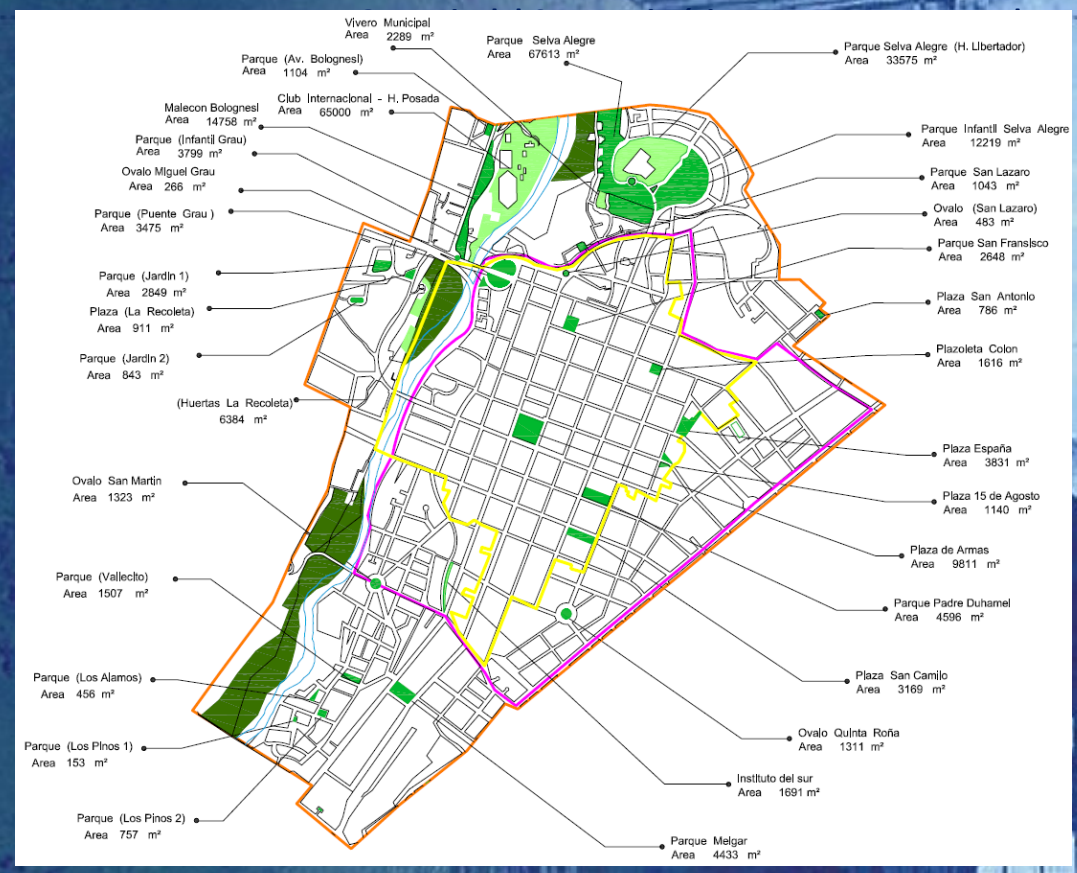 Vivero Municipal
Area 2289 m²
Parque Selva Alegre
Area 67613 m²
Parque Selva Alegre (H. Libertador)
Area 33575 m²
Parque (Av. Bolognesi)
Area 1104 m²
Club Internacional - H. Posada
Area 65000 m²
Malecon Bolognesi
Area 14758 m²
Parque (Infantil Grau)
Area 3799 m²
Ovalo Miguel Grau
Area 266 m²
Parque (Puente Grau )
Area 3475 m²
Parque (Jardin 1)
Area 2849 m²
Plaza (La Recoleta)
Area 911 m²
Parque (Jardin 2)
Area 843 m²
(Huertas La Recoleta)
6384 m²
Ovalo San Martin
Area 1323 m²
Parque (Vallecito)
Area 1507 m²
Parque (Los Alamos)
Area 456 m²
Parque (Los Pinos 1)
Area 153 m²
Parque (Los Pinos 2)
Area 757 m²
Parque Infantil Selva Alegre
Area 12219 m²
Parque San Lazaro
Area 1043 m²
Ovalo (San Lazaro)
Area 483 m²
Parque San Fransisco
Area 2648 m²
Plaza San Antonio
Area 786 m²
Plazoleta Colon
Area 1616 m²
Plaza España
Area 3831 m²
Plaza 15 de Agosto
Area 1140 m²
Plaza de Armas
Area 9811 m²
Parque Padre Duhamel
Area 4596 m²
Plaza San Camilo
Area 3169 m²
Ovalo Quinta Roña
Area 1311 m²
Instituto del sur
Area 1691 m²
Parque Melgar
Area 4433 m²